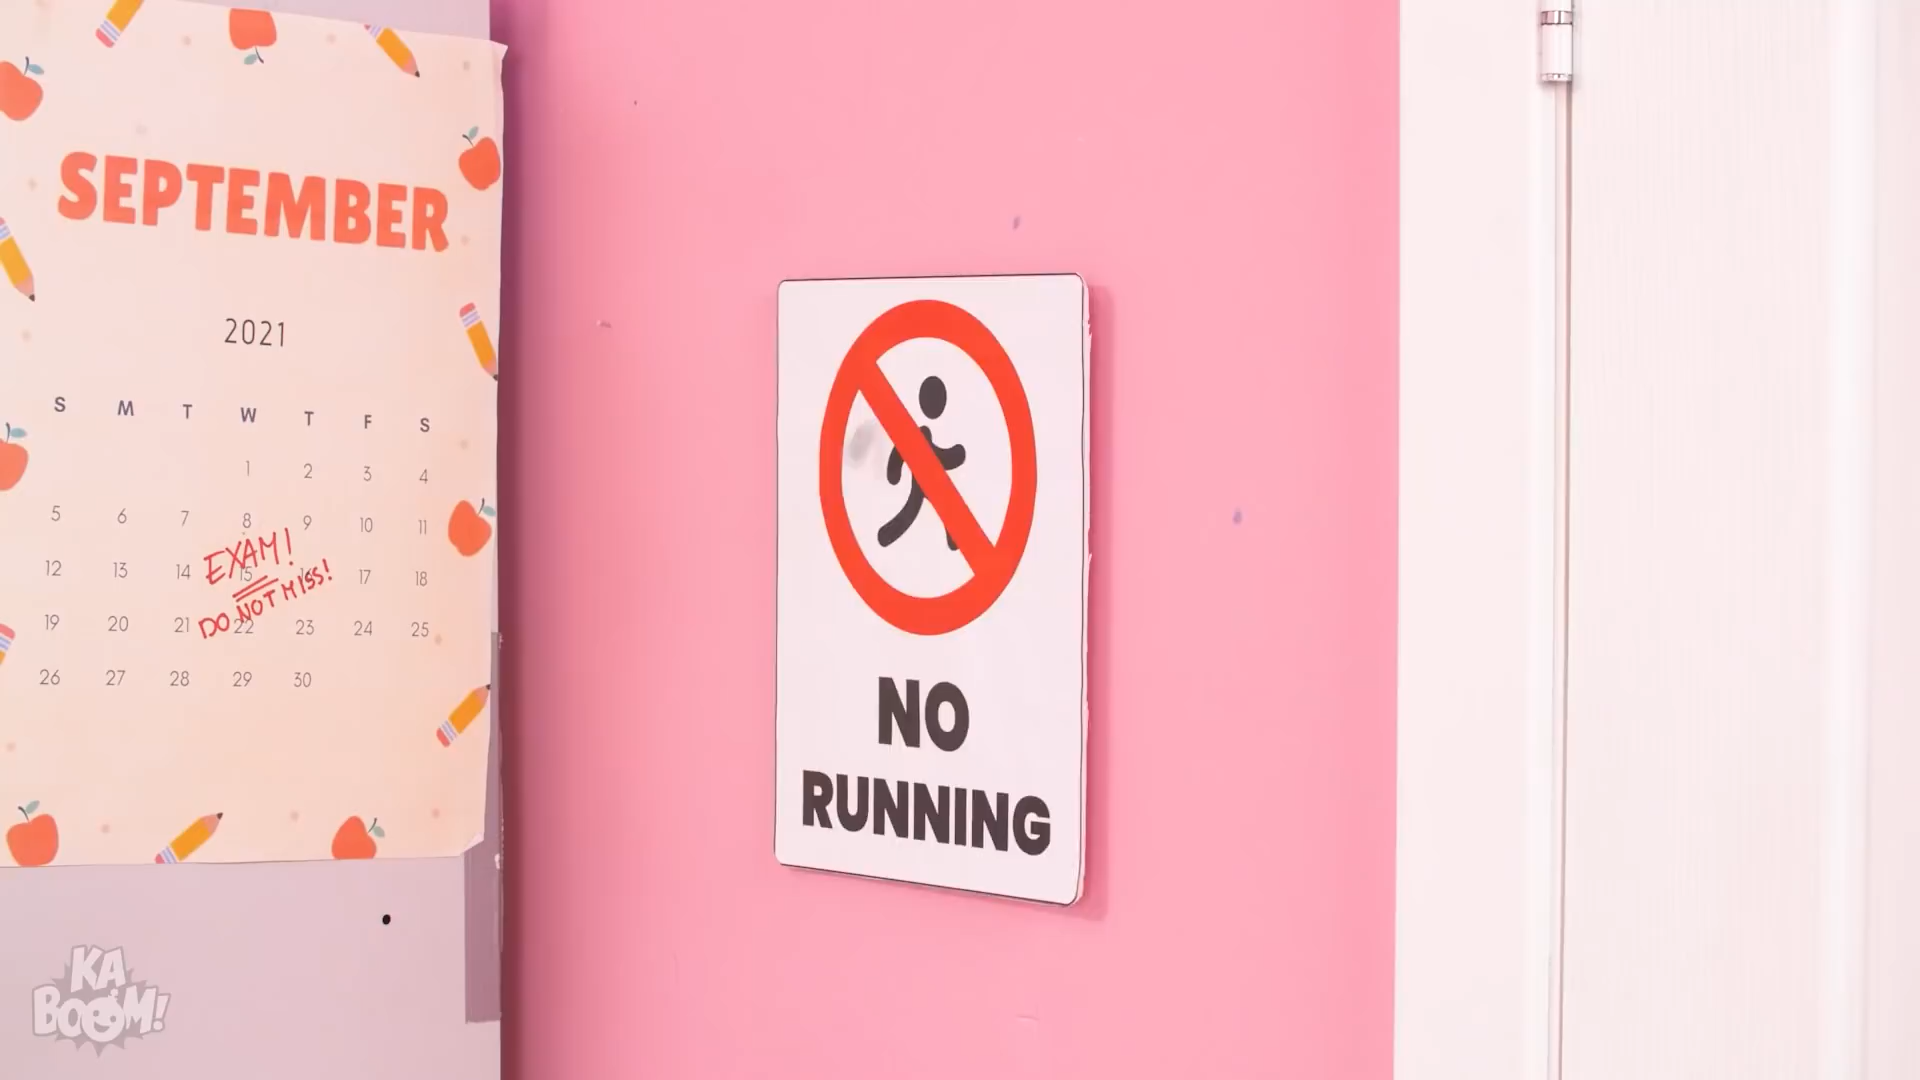 SEPTEMBER
2021
S M T W T F S
1 2 3 4
5 6 7 8 9 10 11
12 13 14 15 17 18
19 20 21 22 23 24 25
26 27 28 29 30
EXAM!
DO NOT MISS!
NO
RUNNING
KA
BOOM!